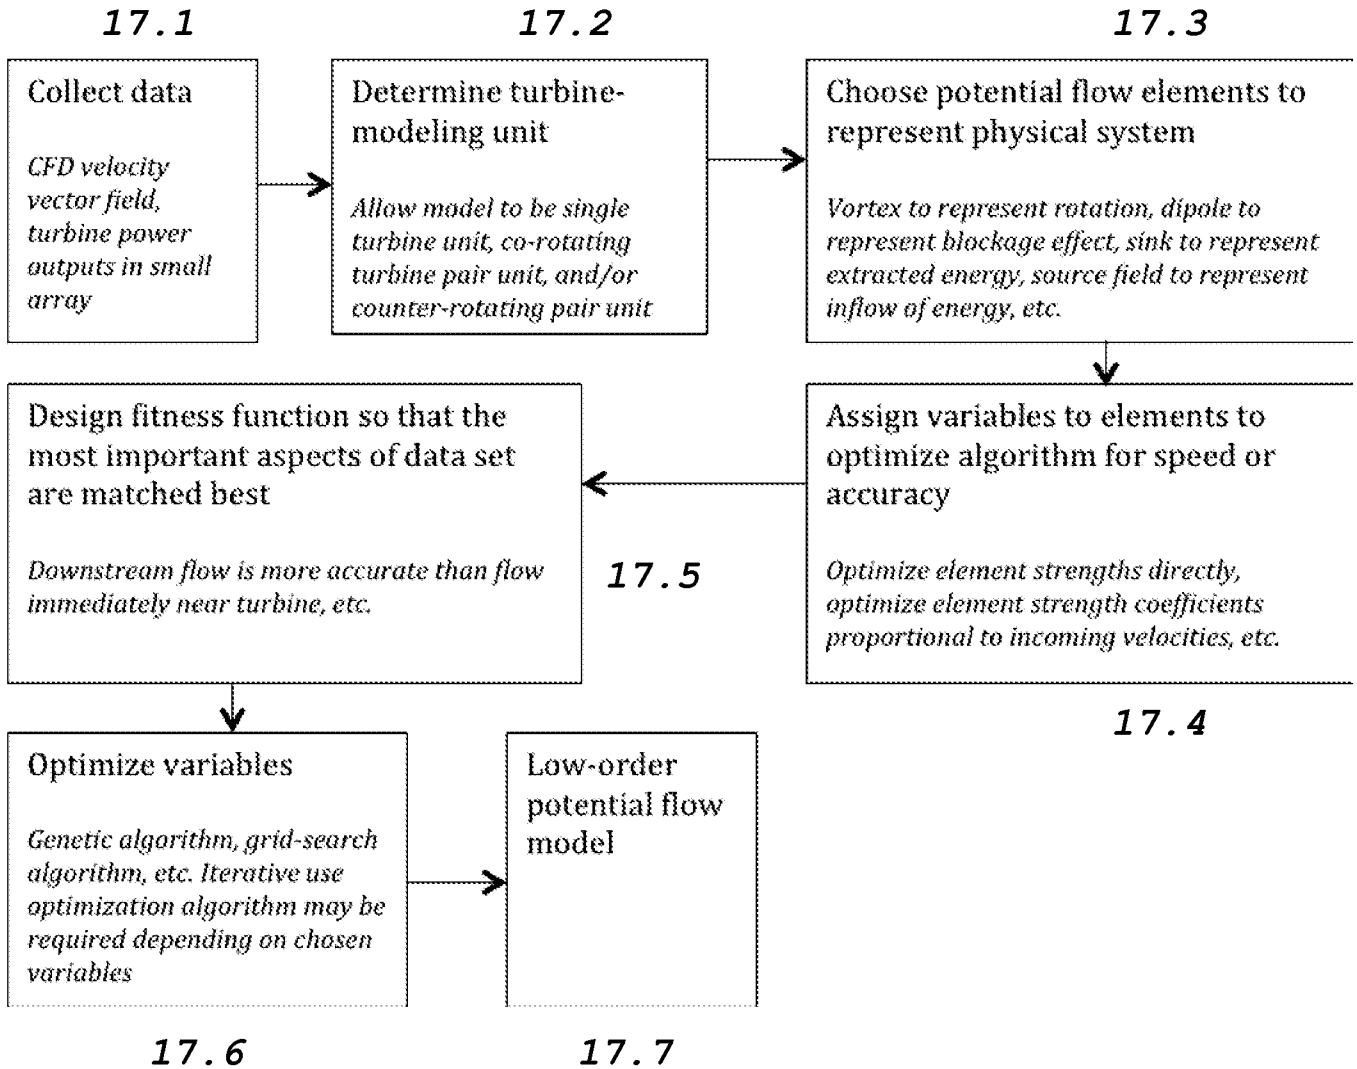 17.1
17.2
17.3
Collect data
CFD velocity
vector field,
turbine power
outputs in small
array
Determine turbine-
modeling unit
Allow model to be single
turbine unit, co-rotating
turbine pair unit, and/or
counter-rotating pair unit
Choose potential flow elements to
represent physical system
Vortex to represent rotation, dipole to
represent blockage effect, sink to represent
extracted energy, source field to represent
inflow of energy, etc.
Assign variables to elements to
optimize algorithm for speed or
accuracy
Optimize element strengths directly,
optimize element strength coefficients
proportional to incoming velocities, etc.
17.4
Design fitness function so that the
most important aspects of data set
are matched best
Downstream flow is more accurate than flow
immediately near turbine, etc.
17.5
Optimize variables
Genetic algorithm, grid-search
algorithm, etc. Iterative use
optimization algorithm may be
required depending on chosen
variables
17.6
Low-order
potential flow
model
17.7